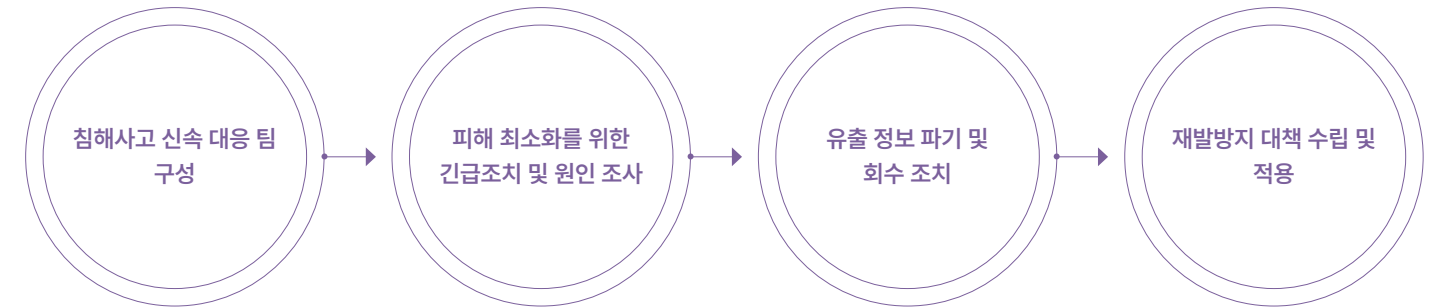 침해사고 신속 대응 팀
구성
피해 최소화를 위한
긴급조치 및 원인 조사
유출 정보 파기 및
회수 조치
재발방지 대책 수립 및
적용